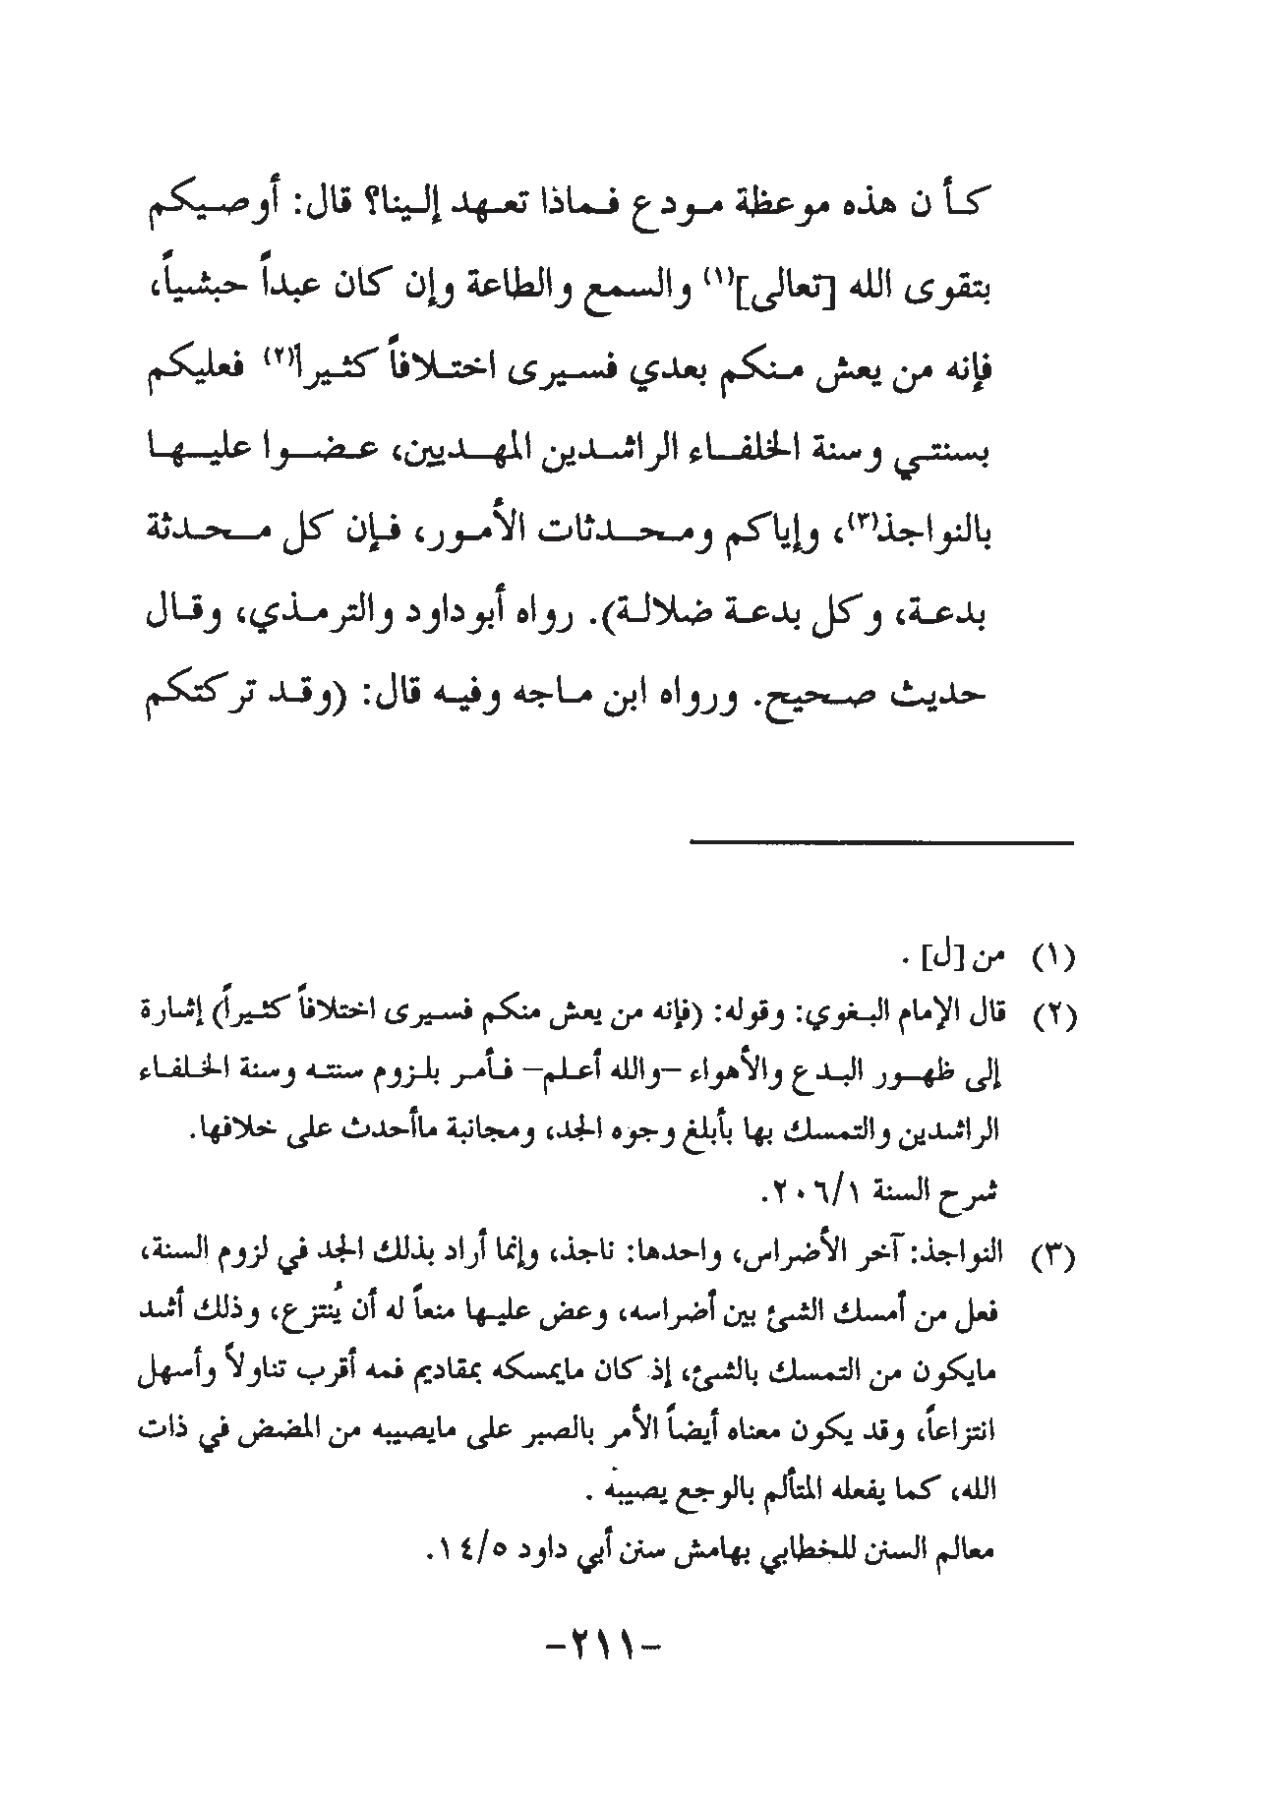 كأن هذه موعظة مودع فماذا تعهد إلينا؟ قال: أوصيكم
بتقوى الله [تعالى](١) والسمع والطاعة وإن كان عبداً حبشياً،
فإنه من يعش منكم بعدي فسيرى اختلافاً كثيراً(٢) فعليكم
بسنتي وسنة الخلفاء الراشدين المهديين، عضوا عليها
بالنواجذ(٣)، وإياكم ومحدثات الأمور، فإن كل محدثة
بدعة، وكل بدعة ضلالة). رواه أبوداود والترمذي، وقال
حديث صحيح. ورواه ابن ماجه وفيه قال: (وقد تركتكم
(١) من [ل] .
(٢) قال الإمام البغوي: وقوله: (فإنه من يعش منكم فسيرى اختلافاً كثيراً) إشارة
إلى ظهور البدع والأهواء –والله أعلم– فأمر بلزوم سنته وسنة الخلفاء
الراشدين والتمسك بها بأبلغ وجوه الجد، ومجانبة ماأحدث على خلافها.
شرح السنة ٢٠٦/١.
(٣) النواجذ: آخر الأضراس، واحدها: ناجذ، وإنما أراد بذلك الجد في لزوم السنة،
فعل من أمسك الشئ بين أضراسه، وعض عليها منعاً له أن يُنتزع، وذلك أشد
مايكون من التمسك بالشئ، إذ كان مايمسكه بمقاديم فمه أقرب تناولاً وأسهل
انتزاعاً، وقد يكون معناه أيضاً الأمر بالصبر على مايصيبه من المضض في ذات
الله، كما يفعله المتألم بالوجع يصيبه .
معالم السنن للخطابي بهامش سنن أبي داود ١٤/٥.
–٢١١–